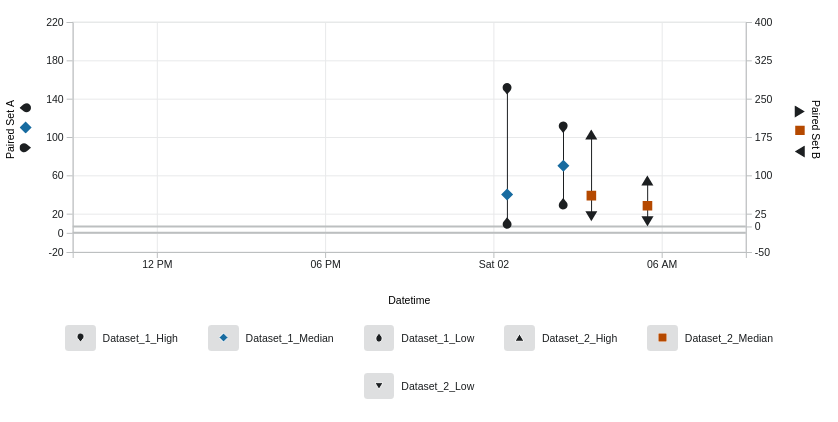 220
180
140
100
60
20
0
-20
Paired Set A
400
325
250
175
100
25
0
-50
Paired Set B
12 PM
06 PM
Sat 02
06 AM
Datetime
Dataset_1_High
Dataset_1_Median
Dataset_1_Low
Dataset_2_High
Dataset_2_Median
Dataset_2_Low